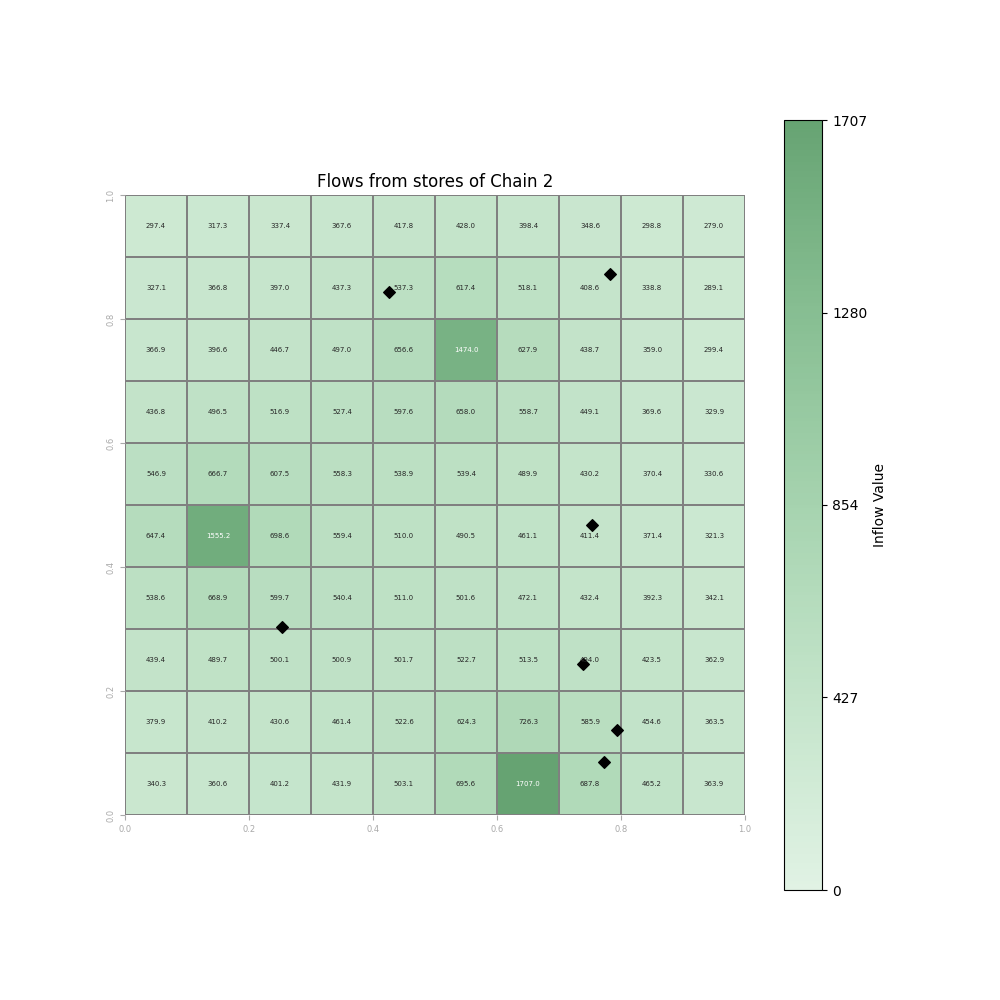 Flows from stores of Chain 2
1.0
297.4 317.3 337.4 367.6 417.8 428.0 398.4 348.6 298.8 279.0
327.1 366.8 397.0 437.3 537.3 617.4 518.1 408.6 338.8 289.1
0.8
366.9 396.6 446.7 497.0 656.6 1474.0 627.9 438.7 359.0 299.4
436.8 496.5 516.9 527.4 597.6 658.0 558.7 449.1 369.6 329.9
0.6
546.9 666.7 607.5 558.3 538.9 539.4 489.9 430.2 370.4 330.6
647.4 1555.2 698.6 559.4 510.0 490.5 461.1 411.4 371.4 321.3
0.4
538.6 668.9 599.7 540.4 511.0 501.6 472.1 432.4 392.3 342.1
439.4 489.7 500.1 500.9 501.7 522.7 513.5 423.5 362.9
0.2
379.9 410.2 430.6 461.4 522.6 624.3 726.3 585.9 454.6 363.5
340.3 360.6 401.2 431.9 503.1 695.6 1707.0 687.8 465.2 363.9
0.0
0.0 0.2 0.4 0.6 0.8 1.0
1707
1280
854
427
0
Inflow Value